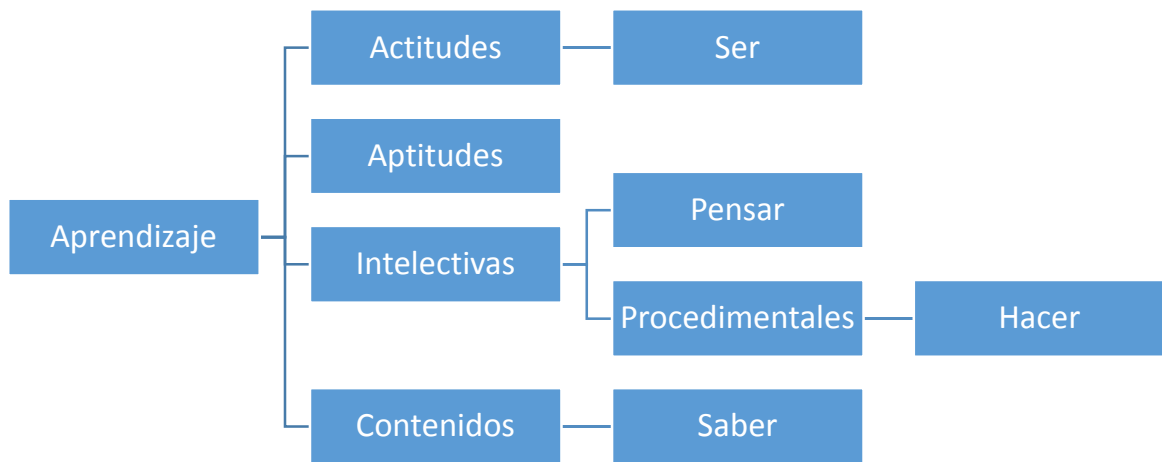 Aprendizaje
Actitudes
Ser
Aptitudes
Intelectivas
Pensar
Procedimentales
Hacer
Contenidos
Saber